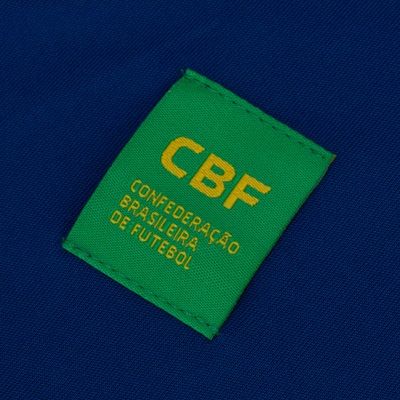 CBF
CONFEDERAÇÃO
BRASILEIRA
DE FUTEBOL